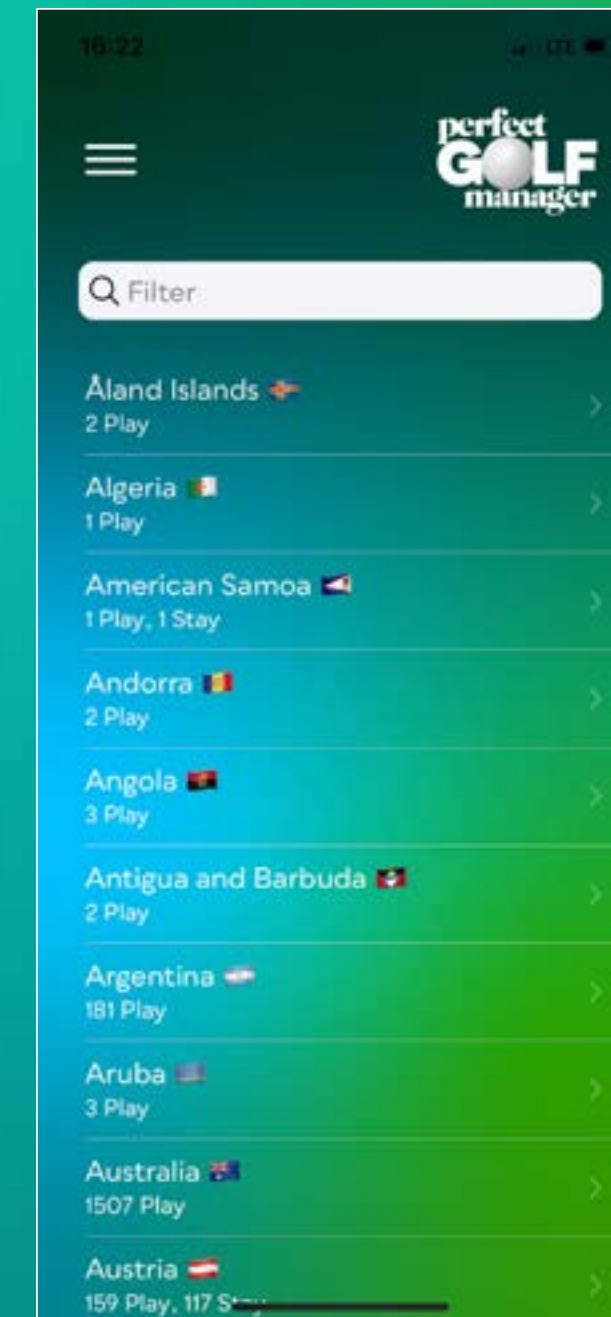 16:22
LTE
perfect
GOLF
manager
Filter
Åland Islands
2 Play
Algeria
1 Play
American Samoa
1 Play, 1 Stay
Andorra
2 Play
Angola
3 Play
Antigua and Barbuda
2 Play
Argentina
181 Play
Aruba
3 Play
Australia
1507 Play
Austria
159 Play, 117 Stay